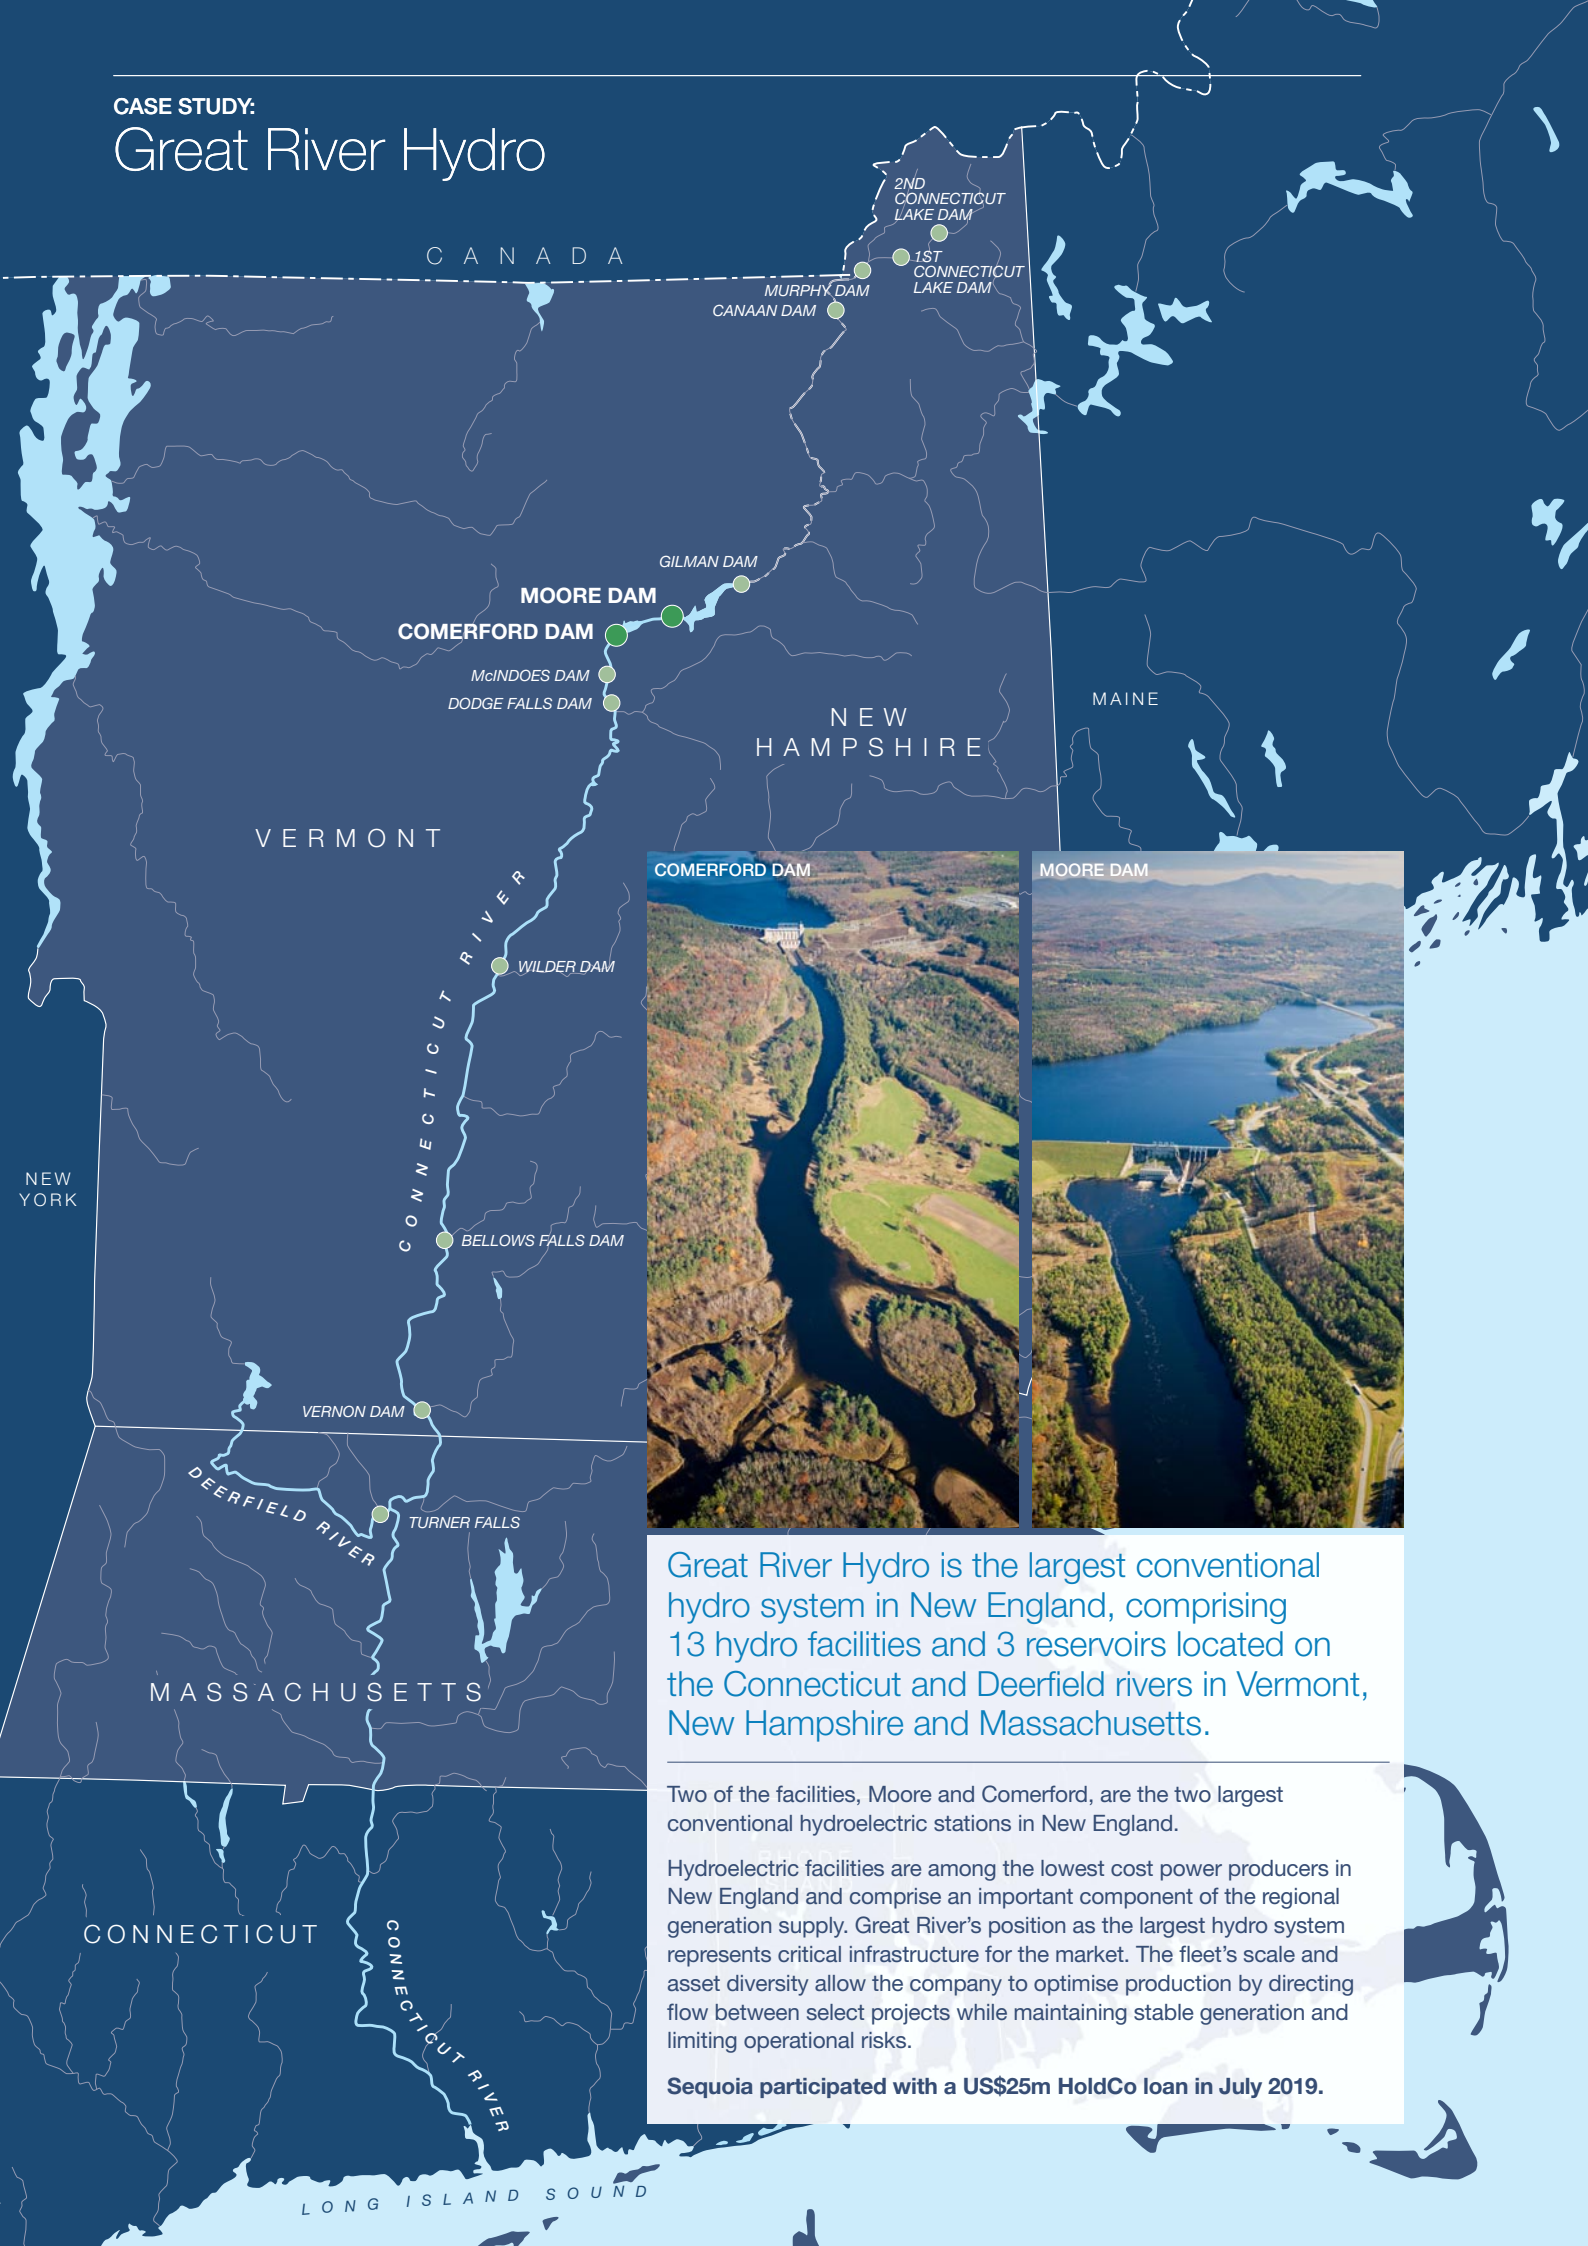 CASE STUDY:
Great River Hydro
CANADA
2ND
CONNECTICUT
LAKE DAM
1ST
CONNECTICUT
LAKE DAM
MURPHY DAM
CANAAN DAM
GILMAN DAM
MOORE DAM
COMERFORD DAM
McINDOES DAM
DODGE FALLS DAM
NEW
HAMPSHIRE
MAINE
VERMONT
CONNECTICUT RIVER
WILDER DAM
NEW
YORK
BELLOWS FALLS DAM
VERNON DAM
DEERFIELD RIVER
TURNER FALLS
MASSACHUSETTS
CONNECTICUT
CONNECTICUT RIVER
LONG ISLAND SOUND
COMERFORD DAM
MOORE DAM
Great River Hydro is the largest conventional
hydro system in New England, comprising
13 hydro facilities and 3 reservoirs located on
the Connecticut and Deerfield rivers in Vermont,
New Hampshire and Massachusetts.
Two of the facilities, Moore and Comerford, are the two largest
conventional hydroelectric stations in New England.
RHODE
ISLAND
Hydroelectric facilities are among the lowest cost power producers in
New England and comprise an important component of the regional
generation supply. Great River's position as the largest hydro system
represents critical infrastructure for the market. The fleet's scale and
asset diversity allow the company to optimise production by directing
flow between select projects while maintaining stable generation and
limiting operational risks.
Sequoia participated with a US$25m HoldCo loan in July 2019.